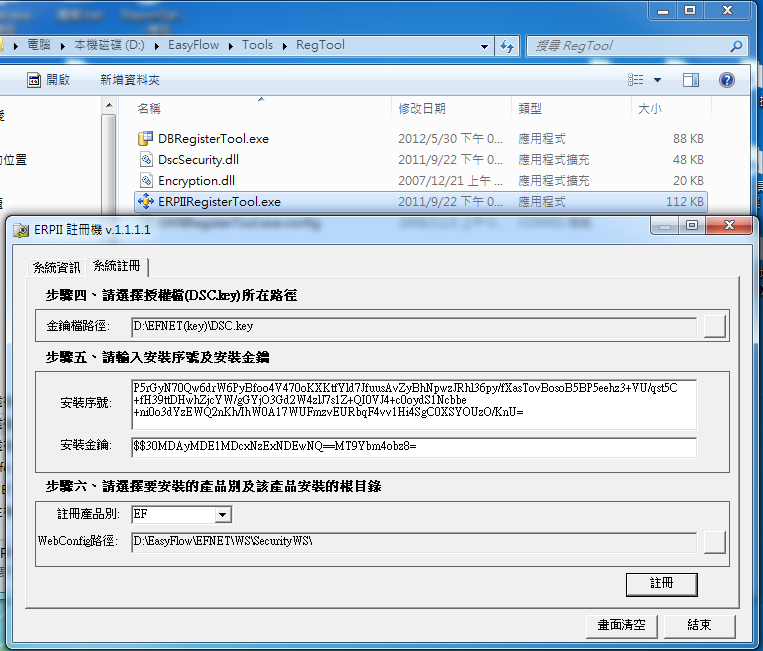 電腦 ▸ 本機磁碟 (D:) ▸ EasyFlow ▸ Tools ▸ RegTool
搜尋 RegTool
開啟 新增資料夾
名稱 修改日期 類型 大小
DBRegisterTool.exe 2012/5/30 下午 0... 應用程式 88 KB
DscSecurity.dll 2011/9/22 下午 0... 應用程式擴充 48 KB
位置
Encryption.dll 2007/12/21 上午 ... 應用程式擴充 20 KB
ERPIIRegisterTool.exe 2011/9/22 下午 0... 應用程式 112 KB
ERPII 註冊機 v.1.1.1.1
系統資訊 系統註冊
步驟四、請選擇授權檔(DSC.key)所在路徑
金鑰檔路徑: D:\EFNET(key)\DSC.key
步驟五、請輸入安裝序號及安裝金鑰
安裝序號:
P5rGyN70Qw6drW6PyBfoo4V470oKXKtfYld7JfuusAvZyBhNpwzJRhl36py/fXasTovBosoB5BP5eehz3+VU/qst5C
+fH39ttDHwhZjcYW/gGYjO3Gd2W4zlJ7s1Z+QI0VJ4+c0oydS1Ncbbe
+ni0o3dYzEWQ2nKh/IhW0A17WUFmzvEURbqF4vv1Hi4SgC0XSYOUzO/KnU=
安裝金鑰: $$30MDAyMDE1MDcxNzExNDEwNQ==MT9Ybm4obz8=
步驟六、請選擇要安裝的產品別及該產品安裝的根目錄
註冊產品別: EF
WebConfig路徑: D:\EasyFlow\EFNET\WS\SecurityWS\
註冊
畫面清空 結束